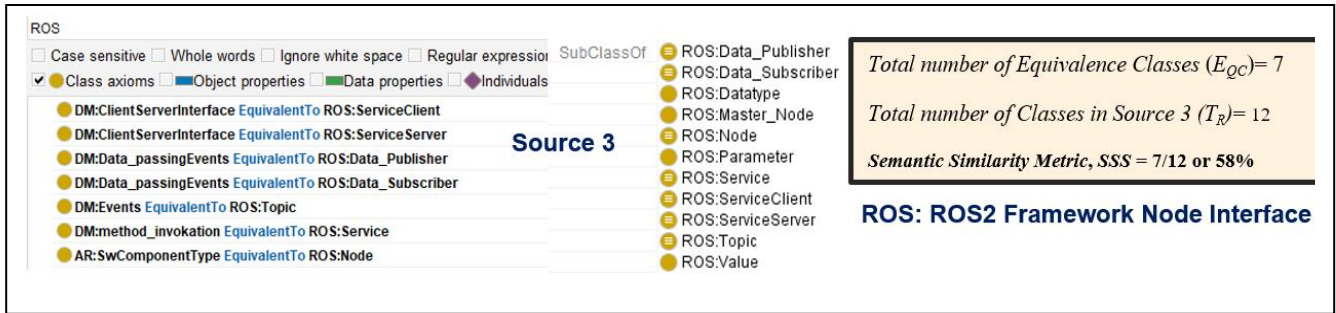 ROS
Case sensitive Whole words Ignore white space Regular expression
Class axioms Object properties Data properties Individuals
DM:ClientServerInterface EquivalentTo ROS:ServiceClient
DM:ClientServerInterface EquivalentTo ROS:ServiceServer
DM:Data_passingEvents EquivalentTo ROS:Data_Publisher
DM:Data_passingEvents EquivalentTo ROS:Data_Subscriber
DM:Events EquivalentTo ROS:Topic
DM:method_invokation EquivalentTo ROS:Service
AR:SwComponentType EquivalentTo ROS:Node
Source 3
SubClassOf
ROS:Data_Publisher
ROS:Data_Subscriber
ROS:Datatype
ROS:Master_Node
ROS:Node
ROS:Parameter
ROS:Service
ROS:ServiceClient
ROS:ServiceServer
ROS:Topic
ROS:Value
Total number of Equivalence Classes (E_QC)= 7
Total number of Classes in Source 3 (T_R)= 12
Semantic Similarity Metric, SSS = 7/12 or 58%
ROS: ROS2 Framework Node Interface